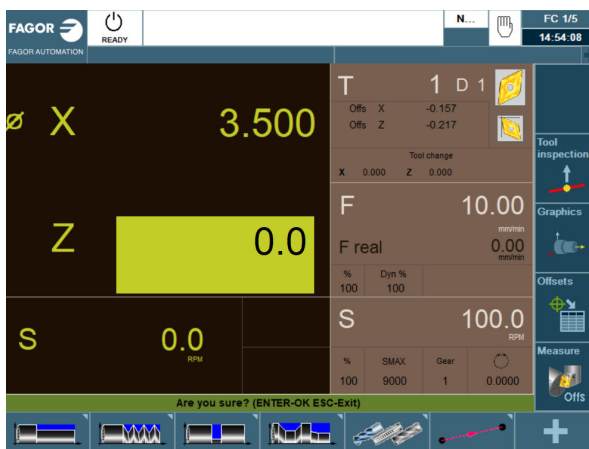 FAGOR
READY
N...
FC 1/5
14:54:08
FAGOR AUTOMATION
ø X 3.500
Z 0.0
S 0.0
RPM
T 1 D 1
Offs X -0.157
Offs Z -0.217
Tool change
X 0.000 Z 0.000
F 10.00
mm/min
F real 0.00
mm/min
% Dyn %
100 100
S 100.0
RPM
% SMAX Gear
100 9000 1 0.0000
Tool
inspection
Graphics
Offsets
Measure
Offs
Are you sure? (ENTER-OK ESC-Exit)